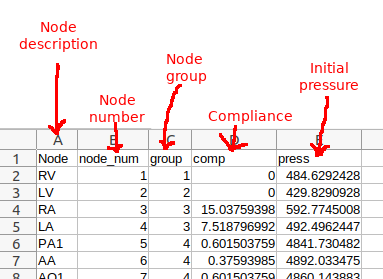 Node
description
Node
group
Initial
pressure
Node
number
Compliance
A
1 Node node_num group comp press
2 RV 1 1 0 484.6292428
3 LV 2 2 0 429.8290928
4 RA 3 3 15.03759398 592.7745008
5 LA 4 3 7.518796992 492.4962447
6 PA1 5 4 0.601503759 4841.730482
7 AA 6 4 0.37593985 4892.033475
8 AO1 7 4 0.601503759 4860.143883